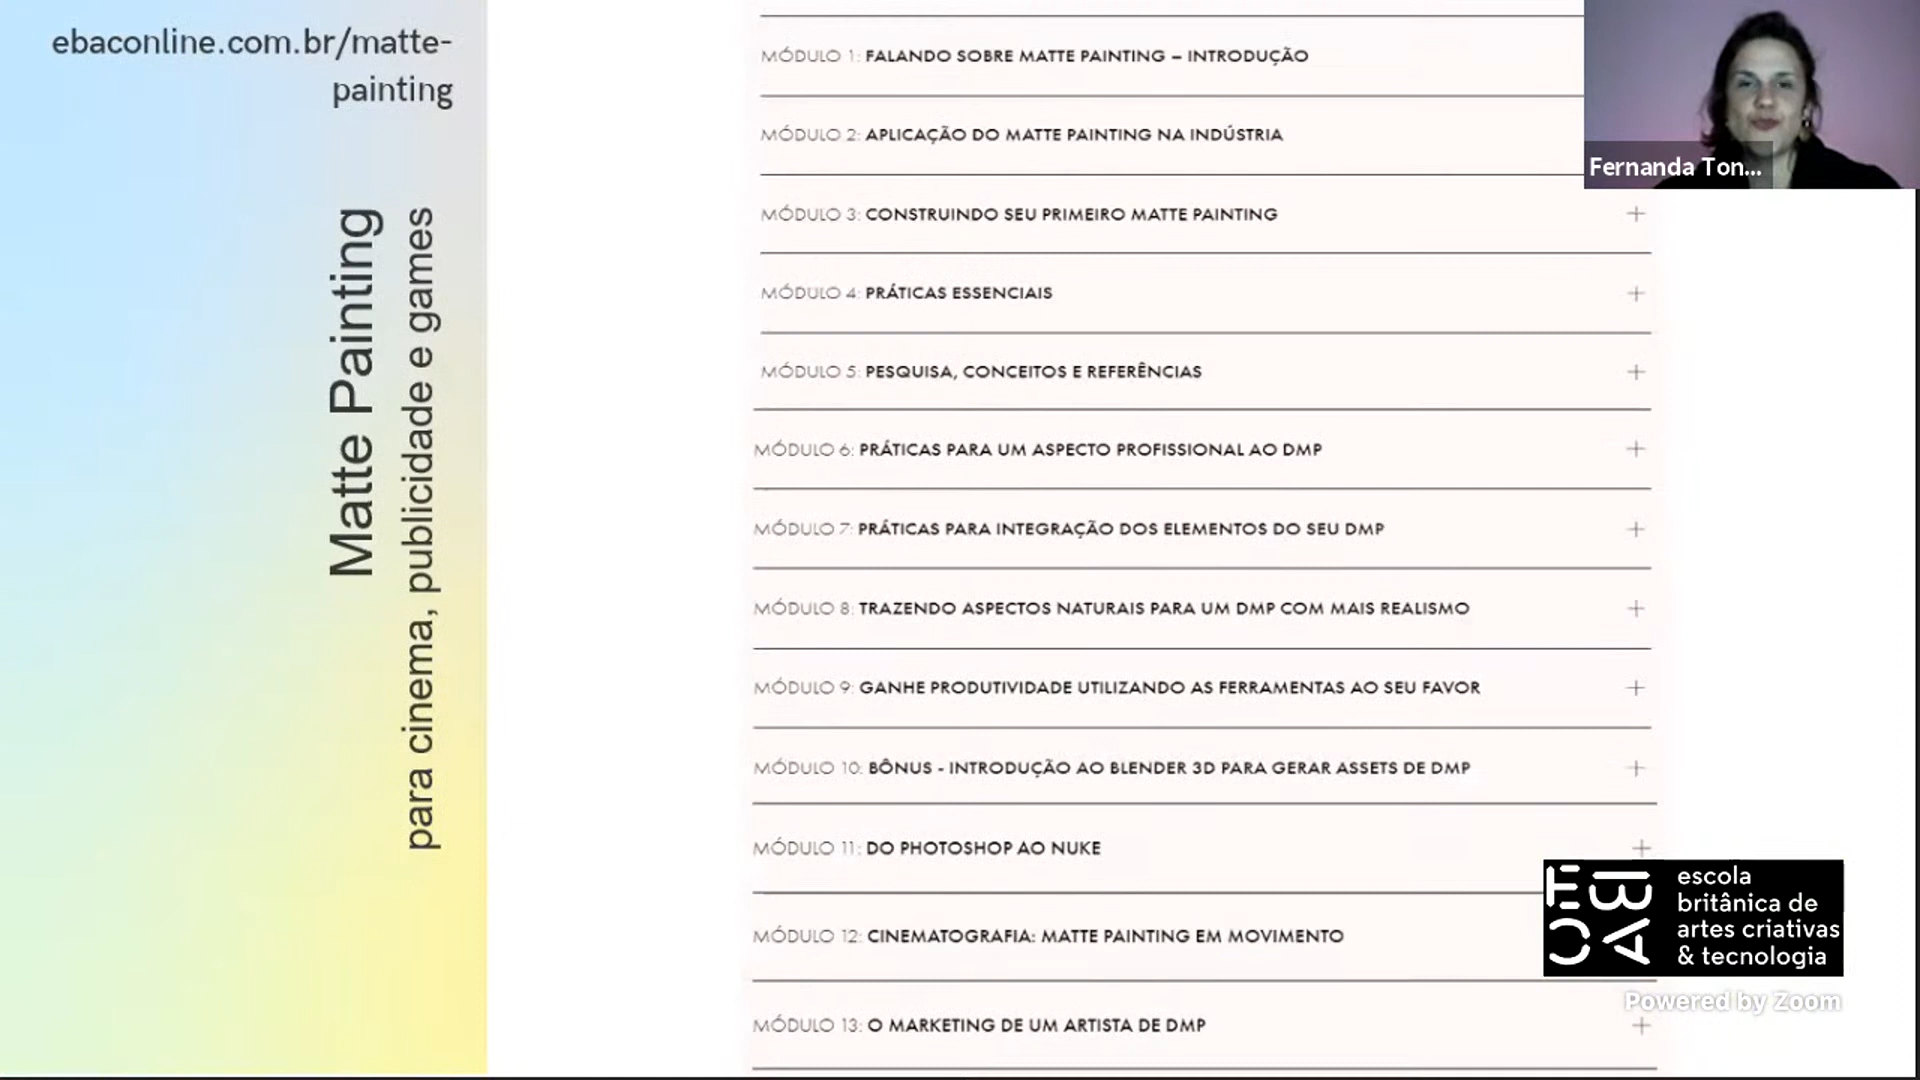 ebaconline.com.br/matte-
painting
Matte Painting
para cinema, publicidade e games
MÓDULO 1: FALANDO SOBRE MATTE PAINTING – INTRODUÇÃO
MÓDULO 2: APLICAÇÃO DO MATTE PAINTING NA INDÚSTRIA
MÓDULO 3: CONSTRUINDO SEU PRIMEIRO MATTE PAINTING +
MÓDULO 4: PRÁTICAS ESSENCIAIS +
MÓDULO 5: PESQUISA, CONCEITOS E REFERÊNCIAS +
MÓDULO 6: PRÁTICAS PARA UM ASPECTO PROFISSIONAL AO DMP +
MÓDULO 7: PRÁTICAS PARA INTEGRAÇÃO DOS ELEMENTOS DO SEU DMP +
MÓDULO 8: TRAZENDO ASPECTOS NATURAIS PARA UM DMP COM MAIS REALISMO +
MÓDULO 9: GANHE PRODUTIVIDADE UTILIZANDO AS FERRAMENTAS AO SEU FAVOR +
MÓDULO 10: BÔNUS - INTRODUÇÃO AO BLENDER 3D PARA GERAR ASSETS DE DMP +
MÓDULO 11: DO PHOTOSHOP AO NUKE +
MÓDULO 12: CINEMATOGRAFIA: MATTE PAINTING EM MOVIMENTO
MÓDULO 13: O MARKETING DE UM ARTISTA DE DMP +
Fernanda Ton...
escola
britânica de
artes criativas
& tecnologia
Powered by Zoom